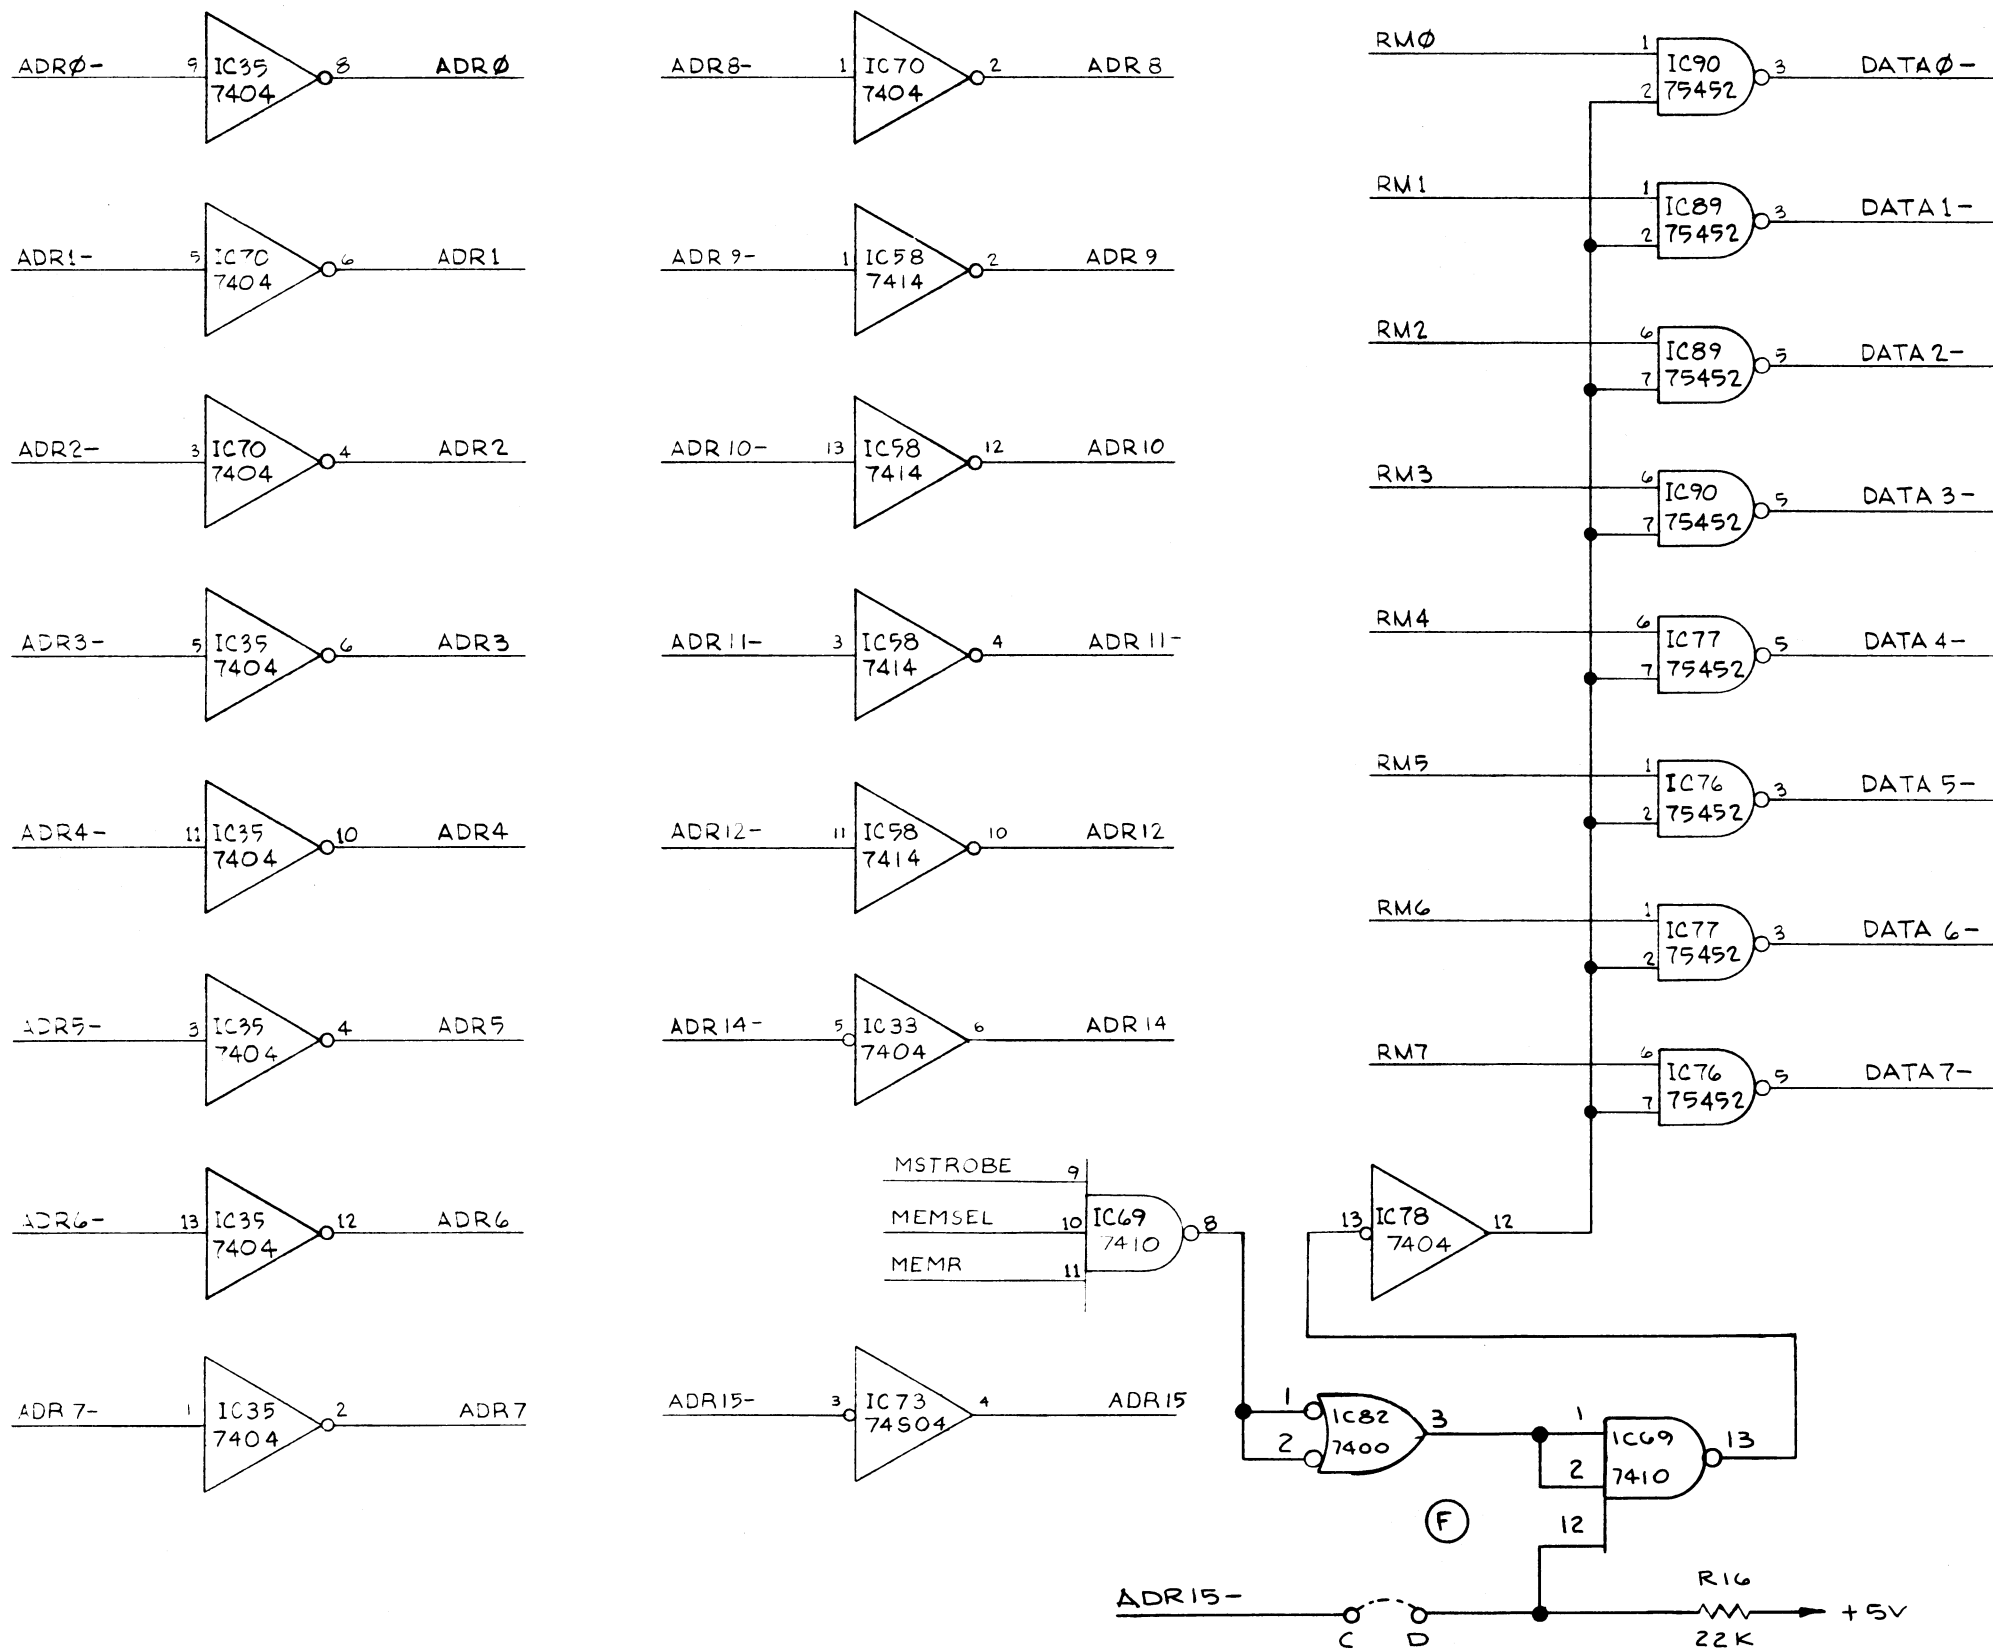 ADRØ- 9 IC35 8 ADRØ
7404
ADR1- 5 IC70 6 ADR1
7404
ADR2- 3 IC70 4 ADR2
7404
ADR3- 5 IC35 6 ADR3
7404
ADR4- 11 IC35 10 ADR4
7404
ADR5- 3 IC35 4 ADR5
7404
ADR6- 13 IC35 12 ADR6
7404
ADR7- 1 IC35 2 ADR7
7404
ADR8- 1 IC70 2 ADR8
7404
ADR9- 1 IC58 2 ADR9
7414
ADR10- 13 IC58 12 ADR10
7414
ADR11- 3 IC58 4 ADR11-
7414
ADR12- 11 IC58 10 ADR12
7414
ADR14- 5 IC33 6 ADR14
7404
MSTROBE 9
MEMSEL 10 IC69 8
7410
MEMR 11
ADR15- 3 IC73 4 ADR15
74S04
RMØ 1 IC90 3 DATAØ-
2 75452
RM1 1 IC89 3 DATA1-
2 75452
RM2 6 IC89 5 DATA2-
7 75452
RM3 6 IC90 5 DATA3-
7 75452
RM4 6 IC77 5 DATA4-
7 75452
RM5 1 IC76 3 DATA5-
2 75452
RM6 1 IC77 3 DATA6-
2 75452
RM7 6 IC76 5 DATA7-
7 75452
13 IC78 12
7404
1 IC82 3
2 7400
1 IC69 13
2 7410
12
F
ADR15- C D R16 +5V
22K